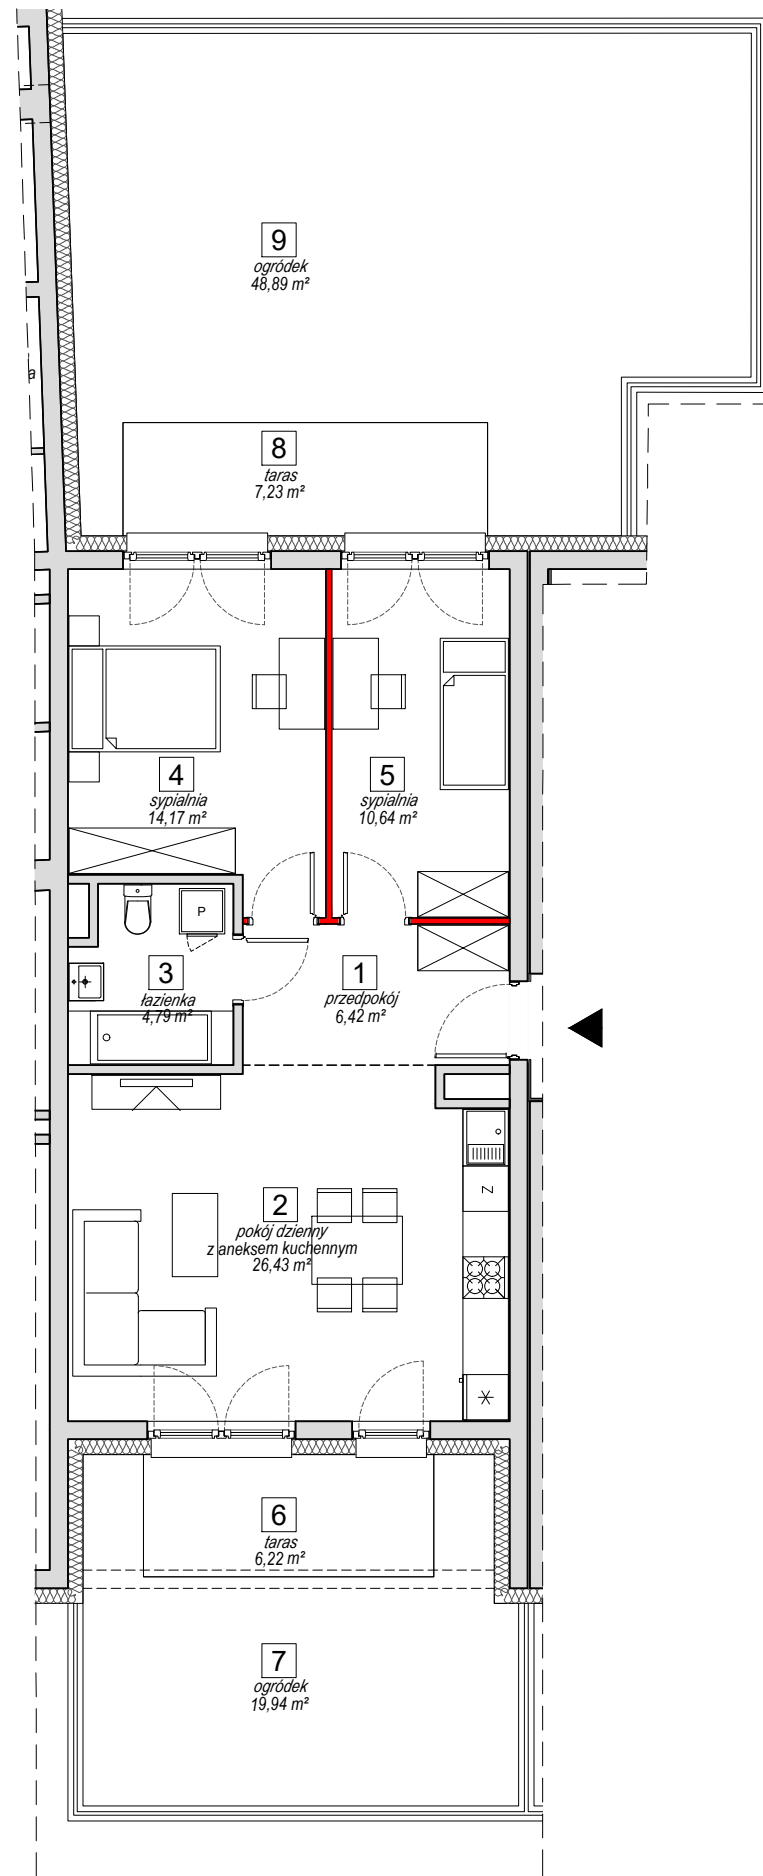 9
ogródek
48,89 m²
a
8
taras
7,23 m²
4
sypialnia
14,17 m²
5
sypialnia
10,64 m²
P
3
łazienka
4,79 m²
1
przedpokój
6,42 m²
2
pokój dzienny
z aneksem kuchennym
26,43 m²
Z
6
taras
6,22 m²
7
ogródek
19,94 m²